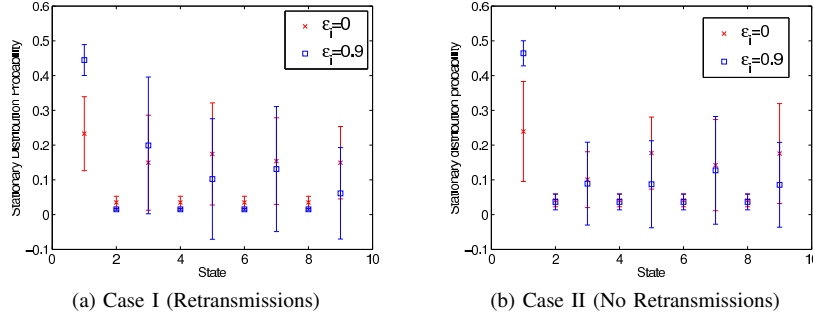 0.6
0.5
0.4
0.3
0.2
0.1
0
−0.1
0 2 4 6 8 10
Stationary Distribution Probability
State
ε_i=0
ε_i=0.9
(a) Case I (Retransmissions)
0.6
0.5
0.4
0.3
0.2
0.1
0
−0.1
0 2 4 6 8 10
Stationary distribution probability
State
ε_i=0
ε_i=0.9
(b) Case II (No Retransmissions)